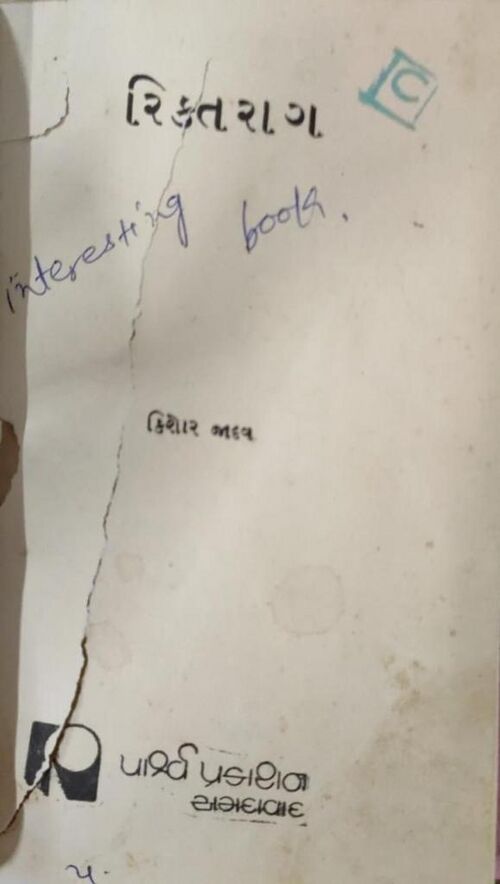 રિક્તરાગ
C
interesting book.
કિશોર જાદવ
પાર્શ્વ પ્રકાશન
અમદાવાદ